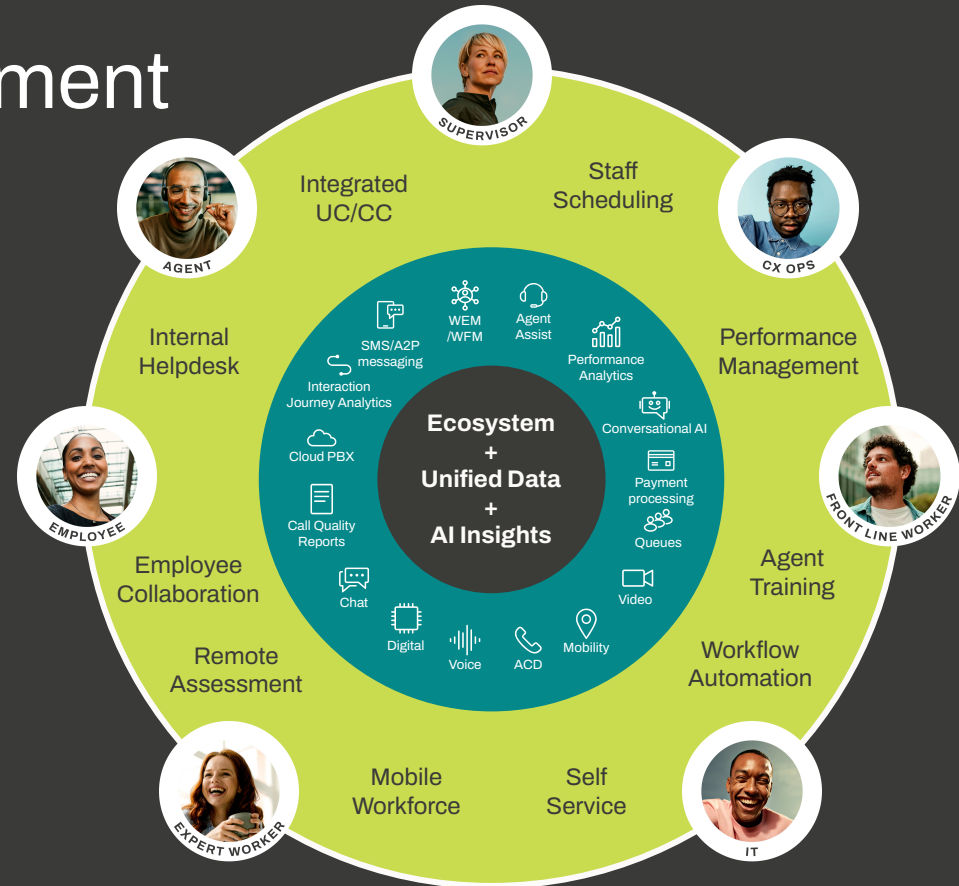 ment
SUPERVISOR
AGENT
CX OPS
EMPLOYEE
FRONT LINE WORKER
EXPERT WORKER
IT
Integrated
UC/CC
Staff
Scheduling
Internal
Helpdesk
Performance
Management
Employee
Collaboration
Agent
Training
Remote
Assessment
Workflow
Automation
Mobile
Workforce
Self
Service
WEM
/WFM
Agent
Assist
SMS/A2P
messaging
Performance
Analytics
Interaction
Journey Analytics
Conversational AI
Cloud PBX
Payment
processing
Call Quality
Reports
Queues
Chat
Video
Digital
Voice
ACD
Mobility
Ecosystem
+
Unified Data
+
AI Insights